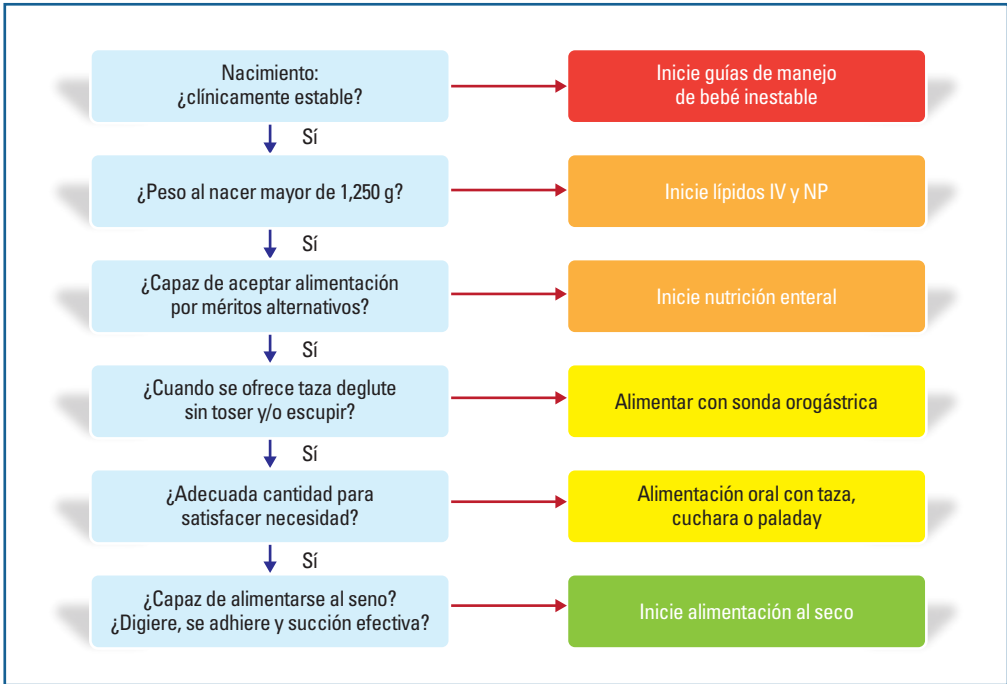 Nacimiento:
¿clínicamente estable?
Inicie guías de manejo
de bebé inestable
Sí
¿Peso al nacer mayor de 1,250 g?
Inicie lípidos IV y NP
Sí
¿Capaz de aceptar alimentación
por méritos alternativos?
Inicie nutrición enteral
Sí
¿Cuando se ofrece taza deglute
sin toser y/o escupir?
Alimentar con sonda orogástrica
Sí
¿Adecuada cantidad para
satisfacer necesidad?
Alimentación oral con taza,
cuchara o paladay
Sí
¿Capaz de alimentarse al seno?
¿Digiere, se adhiere y succión efectiva?
Inicie alimentación al seco